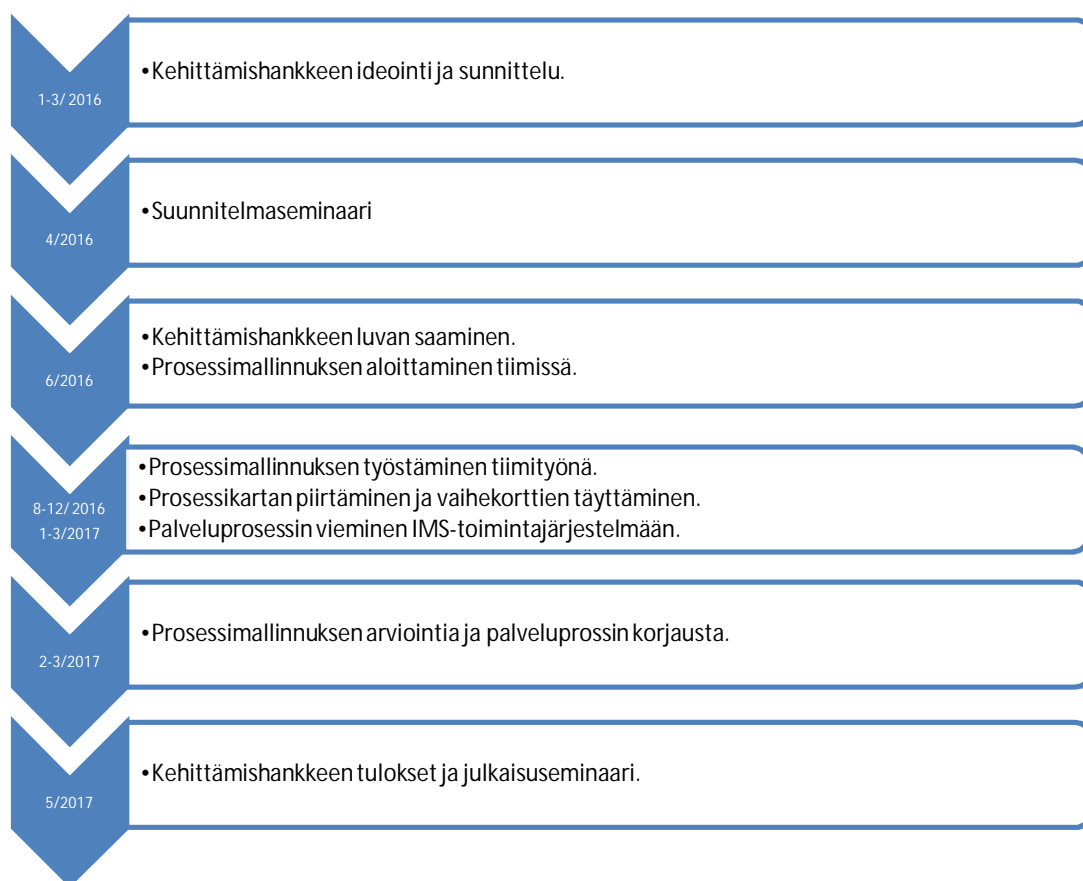 1-3/2016
•Kehittämishankkeen ideointi ja sunnittelu.
4/2016
•Suunnitelmaseminaari
6/2016
•Kehittämishankkeen luvan saaminen.
•Prosessimallinnuksen aloittaminen tiimissä.
8-12/2016
1-3/2017
•Prosessimallinnuksen työstäminen tiimityönä.
•Prosessikartan piirtäminen ja vaihekorttien täyttäminen.
•Palveluprosessin vieminen IMS-toimintajärjestelmään.
2-3/2017
•Prosessimallinnuksen arviointia ja palveluprossin korjausta.
5/2017
•Kehittämishankkeen tulokset ja julkaisuseminaari.